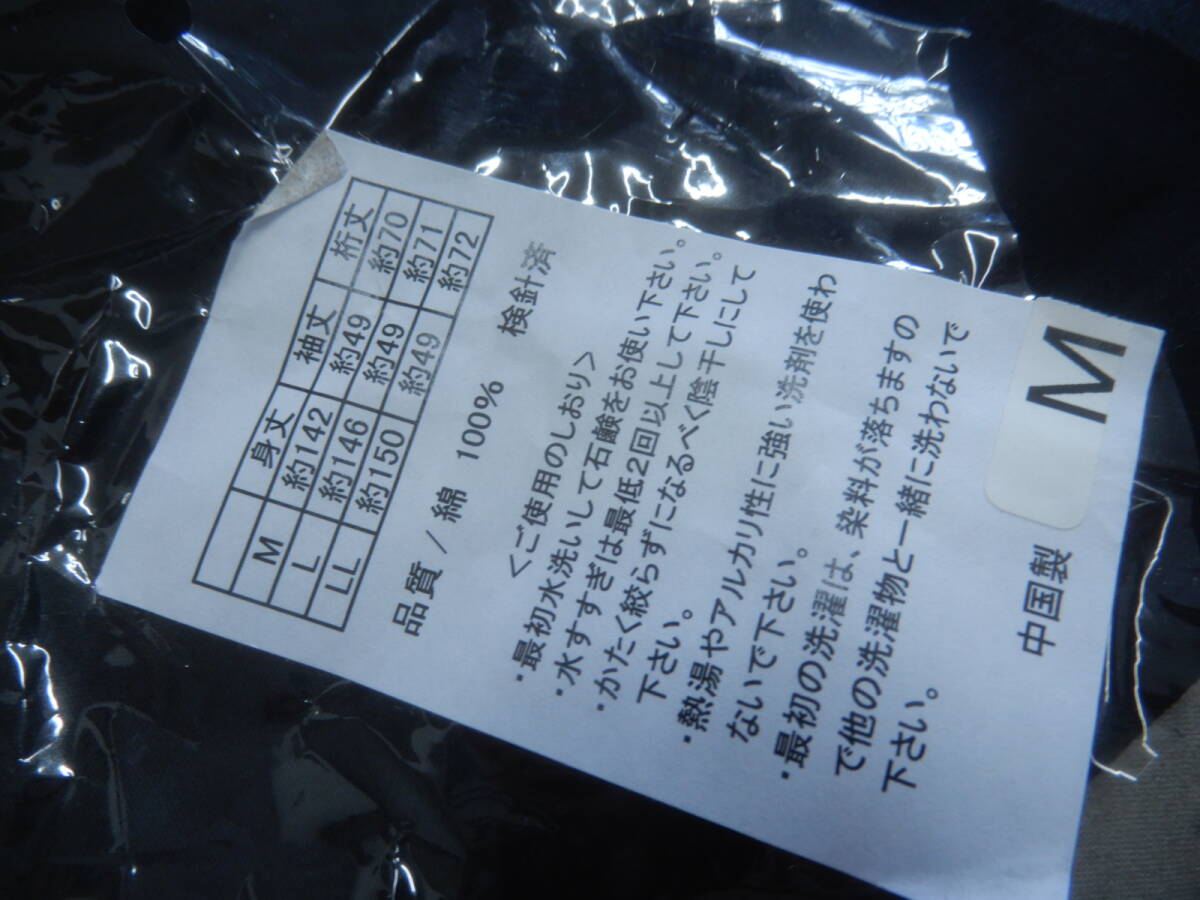 身丈 袖丈 裄丈
M 約142 約49 約70
L 約146 約49 約71
LL 約150 約49 約72
品質 / 綿 100% 検針済
＜ご使用のしおり＞
・最初水洗いして石鹸をお使い下さい。
・水すすぎは最低2回以上して下さい。
・かたく絞らずになるべく陰干しにして
下さい。
・熱湯やアルカリ性に強い洗剤を使わ
ないで下さい。
・最初の洗濯は、染料が落ちますの
で他の洗濯物と一緒に洗わないで
下さい。
中国製
M